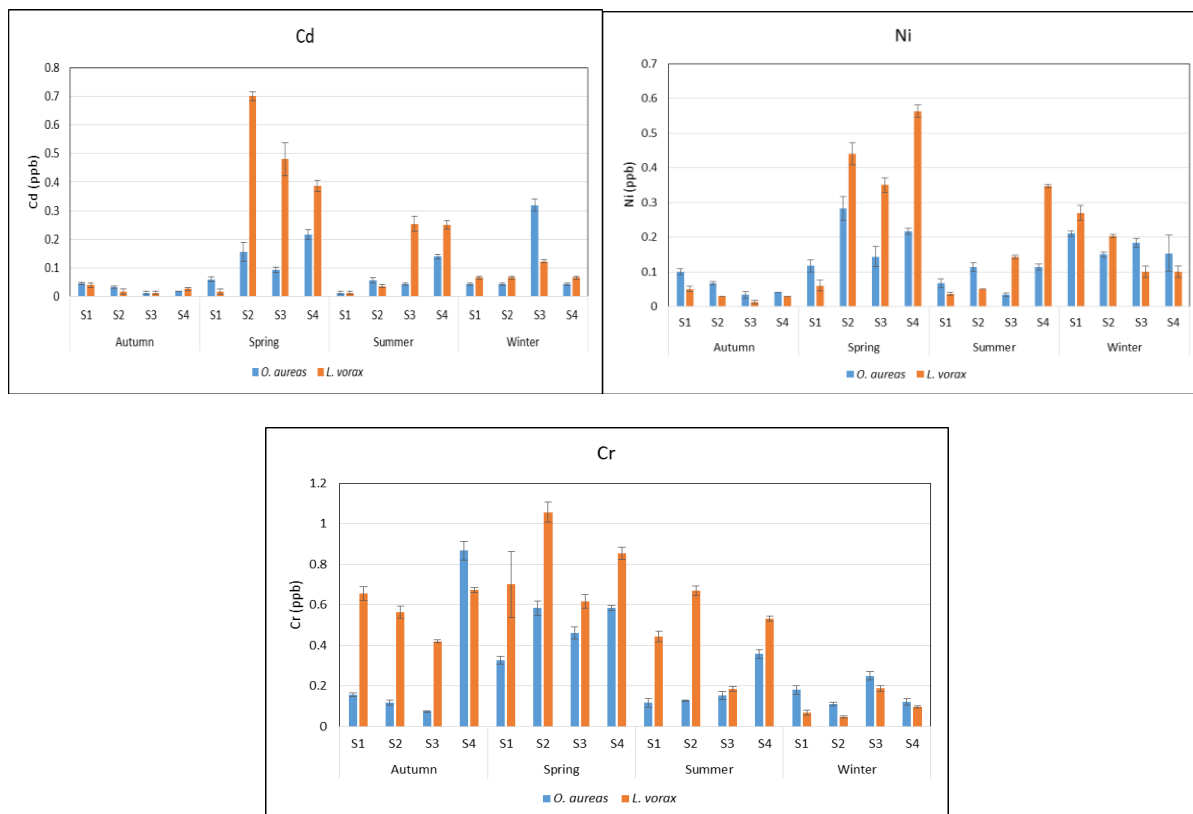 Cd
0.8
0.7
0.6
0.5
0.4
0.3
0.2
0.1
0
Cd (ppb)
S1 S2 S3 S4 S1 S2 S3 S4 S1 S2 S3 S4 S1 S2 S3 S4
Autumn Spring Summer Winter
O. aureas L. vorax
Ni
0.7
0.6
0.5
0.4
0.3
0.2
0.1
0
Ni (ppb)
S1 S2 S3 S4 S1 S2 S3 S4 S1 S2 S3 S4 S1 S2 S3 S4
Autumn Spring Summer Winter
O. aureas L. vorax
Cr
1.2
1
0.8
0.6
0.4
0.2
0
Cr (ppb)
S1 S2 S3 S4 S1 S2 S3 S4 S1 S2 S3 S4 S1 S2 S3 S4
Autumn Spring Summer Winter
O. aureas L. vorax